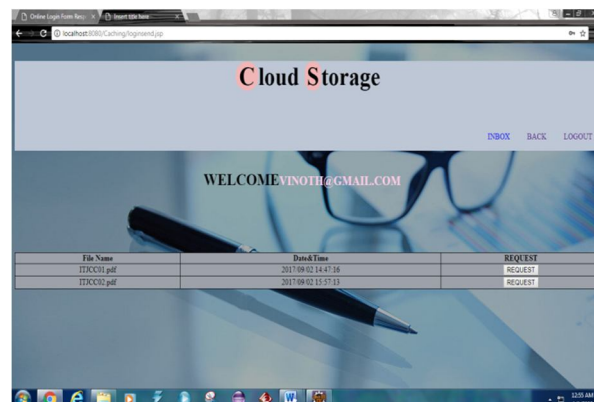 Online Login Form Resp
Insert title here
localhost:8080/Caching/loginsend.jsp
Cloud Storage
INBOX BACK LOGOUT
WELCOMEVINOTH@GMAIL.COM
File Name Date&Time REQUEST
ITJCC01.pdf 2017/09/02 14:47:16 REQUEST
ITJCC02.pdf 2017/09/02 15:57:13 REQUEST
12:55 AM